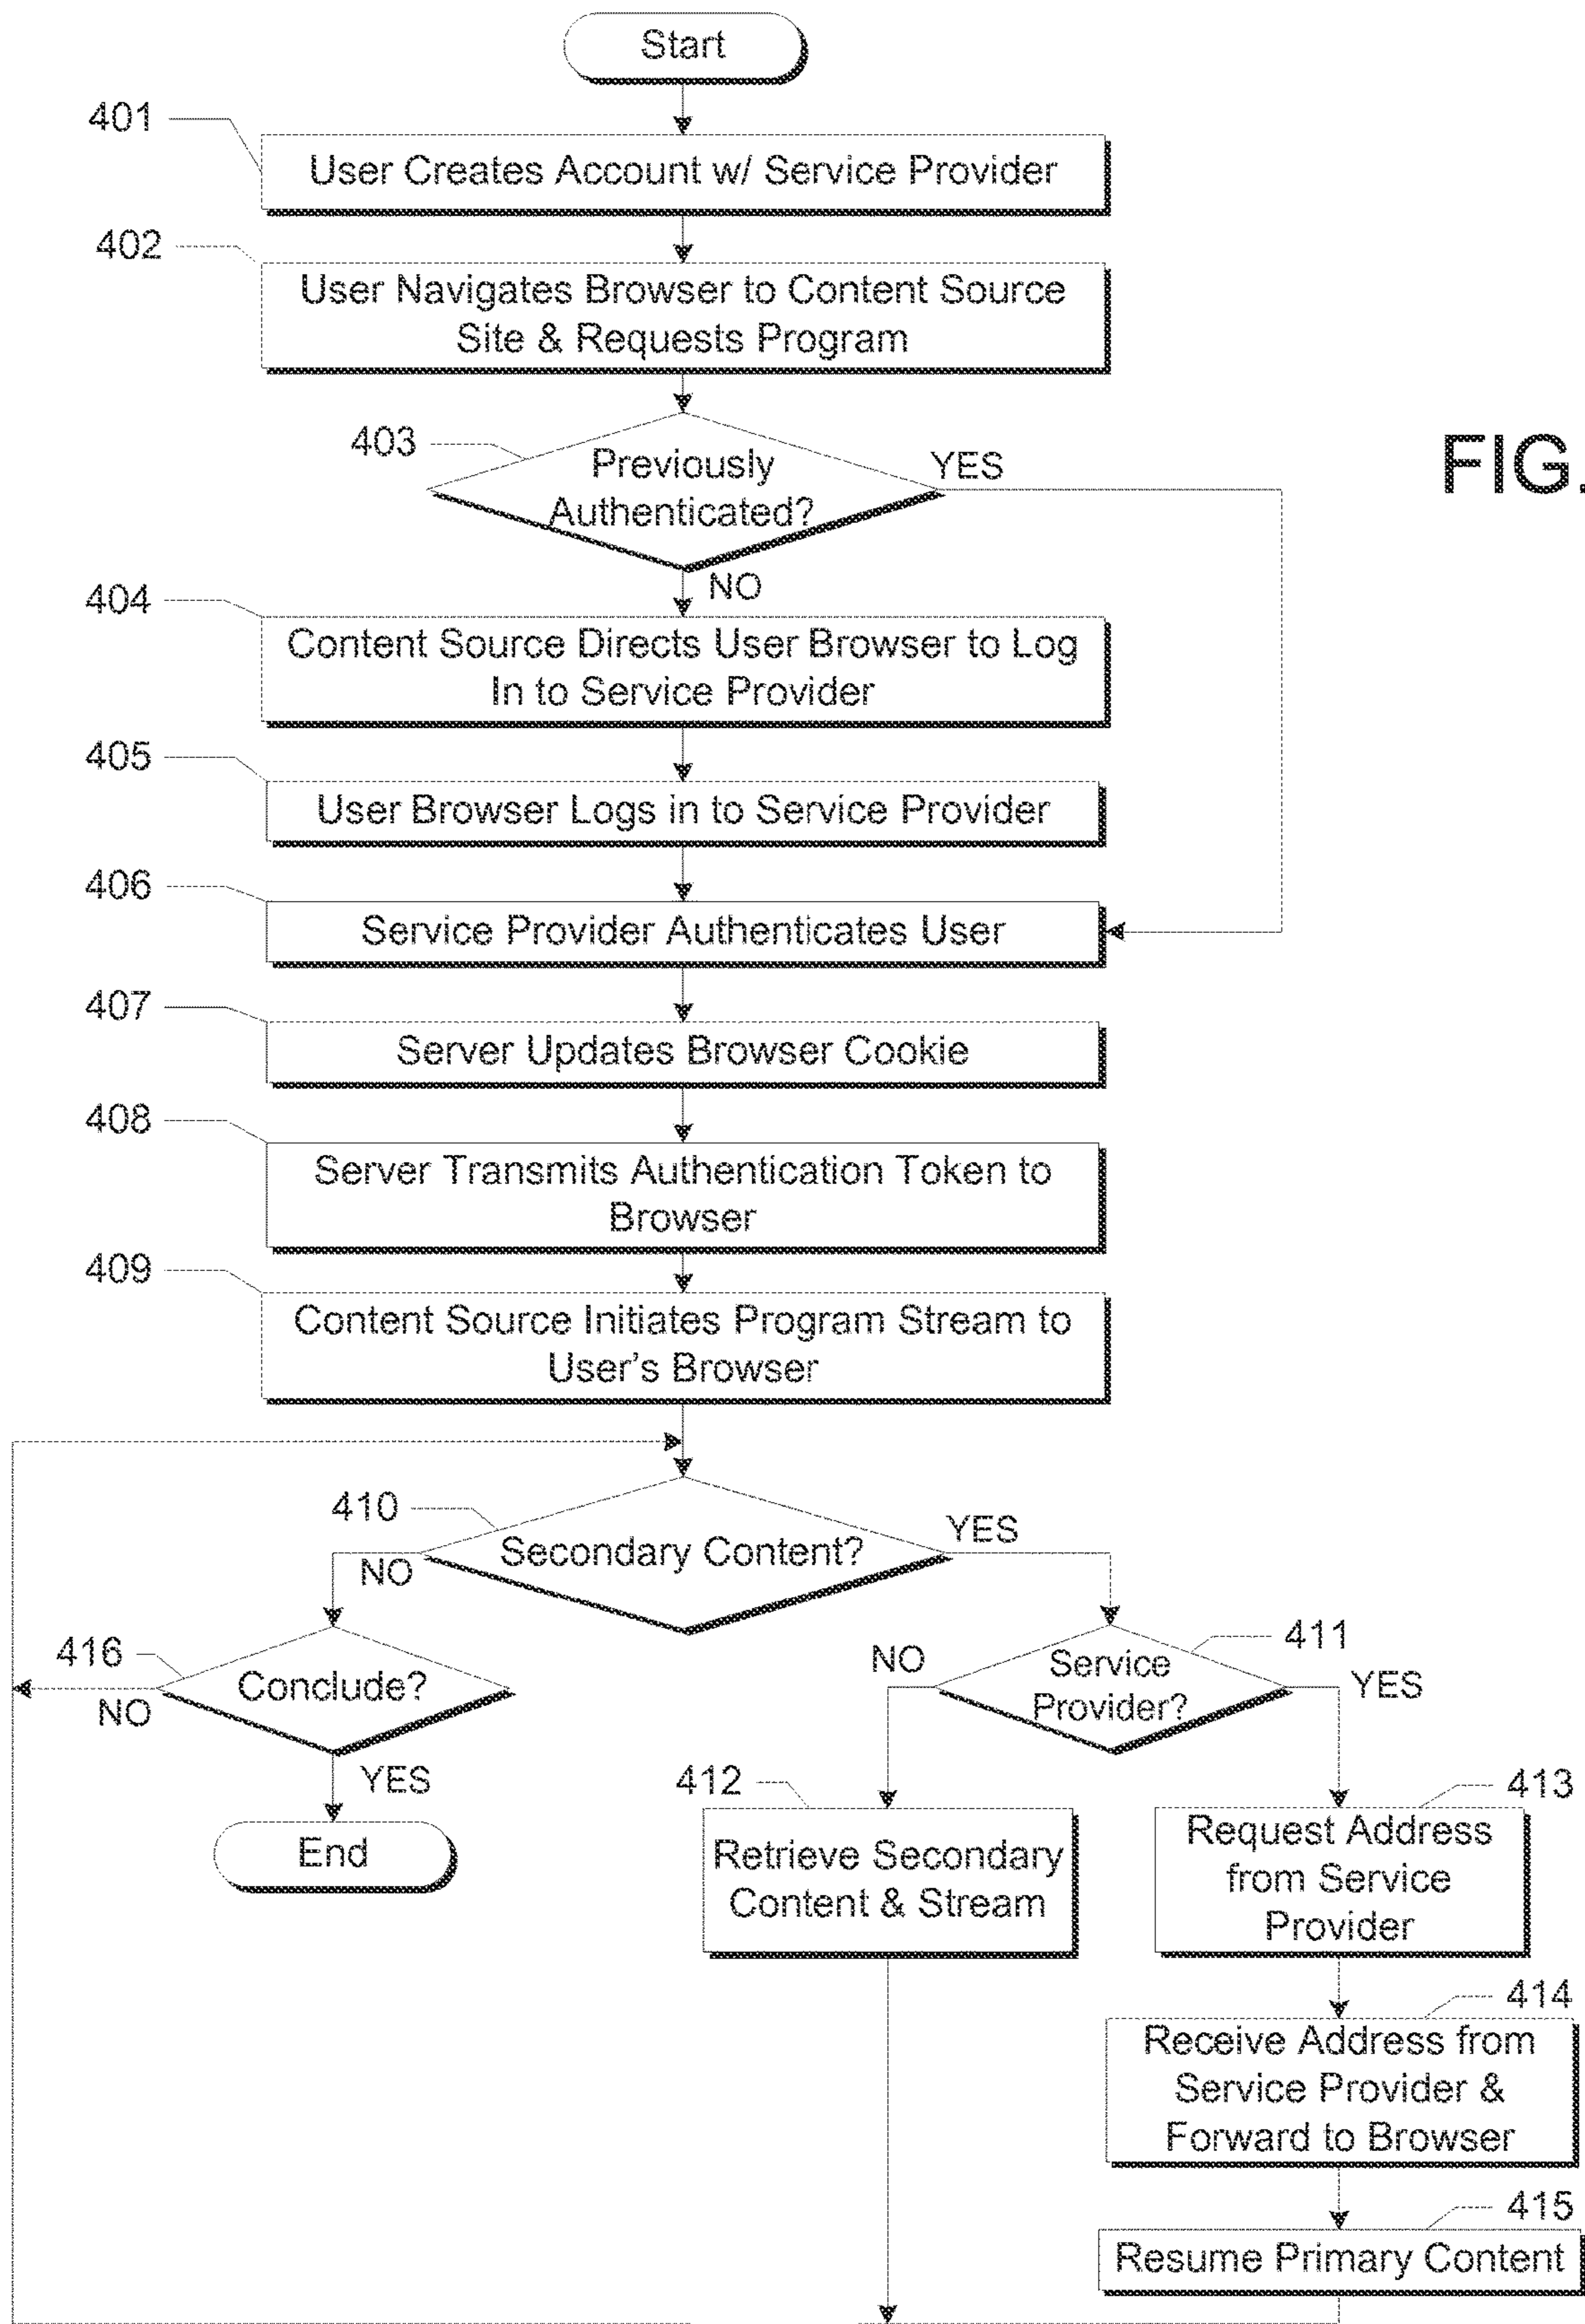 Start
401
User Creates Account w/ Service Provider
402
User Navigates Browser to Content Source
Site & Requests Program
FIG.
403
Previously
Authenticated?
YES
NO
404
Content Source Directs User Browser to Log
In to Service Provider
405
User Browser Logs in to Service Provider
406
Service Provider Authenticates User
407
Server Updates Browser Cookie
408
Server Transmits Authentication Token to
Browser
409
Content Source Initiates Program Stream to
User's Browser
410
Secondary Content?
YES
NO
416
Conclude?
NO
YES
End
411
Service
Provider?
NO
YES
412
Retrieve Secondary
Content & Stream
413
Request Address
from Service
Provider
414
Receive Address from
Service Provider &
Forward to Browser
415
Resume Primary Content